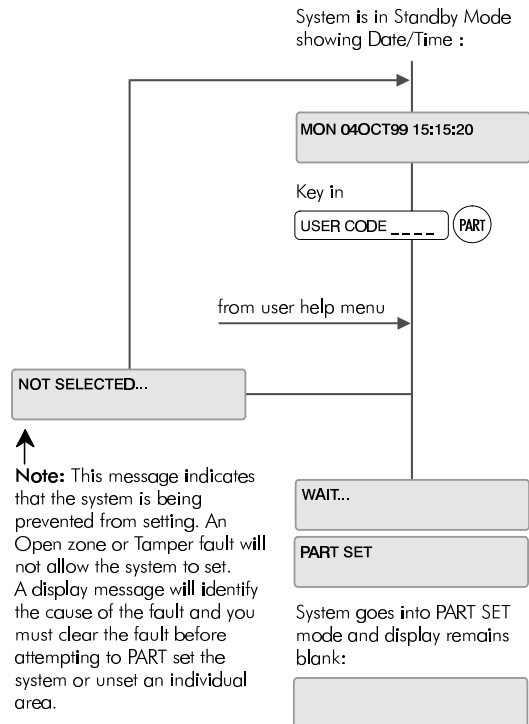 System is in Standby Mode
showing Date/Time :
MON 04OCT99 15:15:20
Key in
USER CODE _ _ _ _ PART
from user help menu
NOT SELECTED...
Note: This message indicates
that the system is being
prevented from setting. An
Open zone or Tamper fault will
not allow the system to set.
A display message will identify
the cause of the fault and you
must clear the fault before
attempting to PART set the
system or unset an individual
area.
WAIT...
PART SET
System goes into PART SET
mode and display remains
blank: